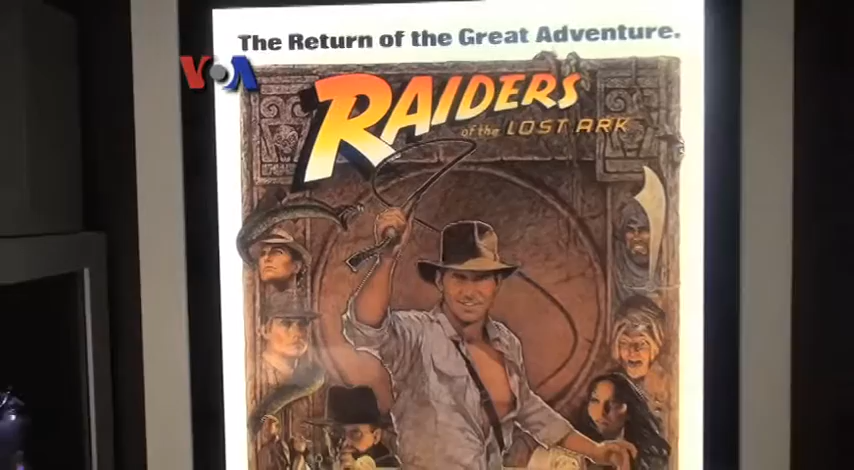 The Return of the Great Adventure.
VOA
RAIDERS
of the LOST ARK